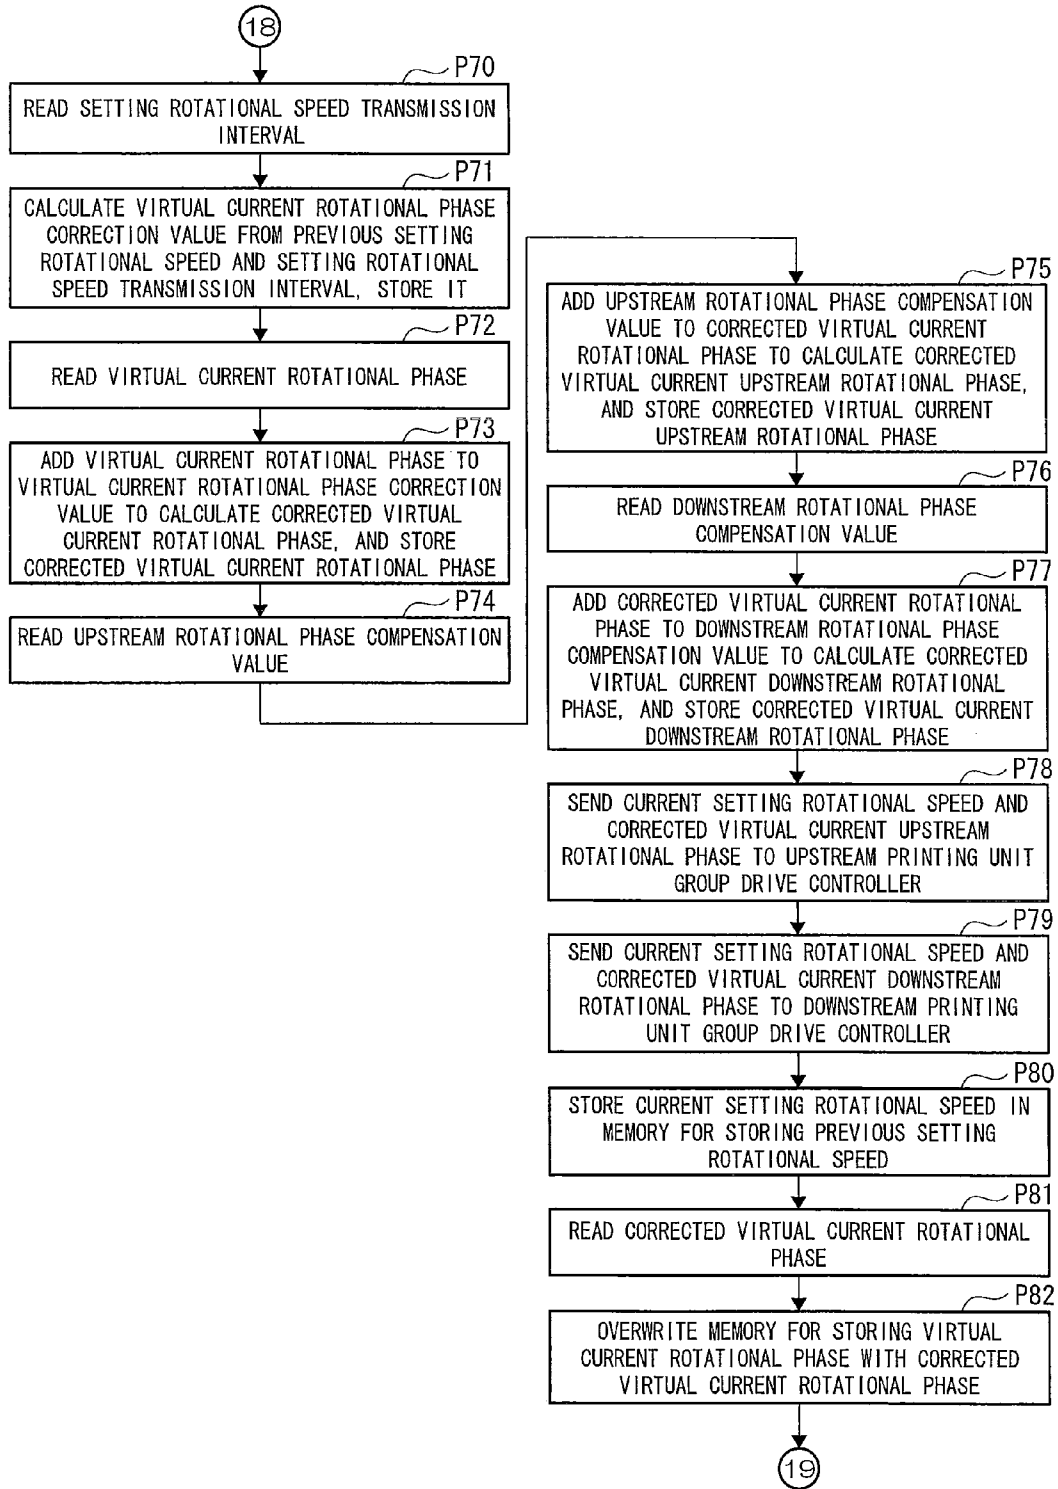 18
P70
READ SETTING ROTATIONAL SPEED TRANSMISSION
INTERVAL
P71
CALCULATE VIRTUAL CURRENT ROTATIONAL PHASE
CORRECTION VALUE FROM PREVIOUS SETTING
ROTATIONAL SPEED AND SETTING ROTATIONAL
SPEED TRANSMISSION INTERVAL, STORE IT
P72
READ VIRTUAL CURRENT ROTATIONAL PHASE
P73
ADD VIRTUAL CURRENT ROTATIONAL PHASE TO
VIRTUAL CURRENT ROTATIONAL PHASE CORRECTION
VALUE TO CALCULATE CORRECTED VIRTUAL
CURRENT ROTATIONAL PHASE, AND STORE
CORRECTED VIRTUAL CURRENT ROTATIONAL PHASE
P74
READ UPSTREAM ROTATIONAL PHASE COMPENSATION
VALUE
P75
ADD UPSTREAM ROTATIONAL PHASE COMPENSATION
VALUE TO CORRECTED VIRTUAL CURRENT
ROTATIONAL PHASE TO CALCULATE CORRECTED
VIRTUAL CURRENT UPSTREAM ROTATIONAL PHASE,
AND STORE CORRECTED VIRTUAL CURRENT
UPSTREAM ROTATIONAL PHASE
P76
READ DOWNSTREAM ROTATIONAL PHASE
COMPENSATION VALUE
P77
ADD CORRECTED VIRTUAL CURRENT ROTATIONAL
PHASE TO DOWNSTREAM ROTATIONAL PHASE
COMPENSATION VALUE TO CALCULATE CORRECTED
VIRTUAL CURRENT DOWNSTREAM ROTATIONAL
PHASE, AND STORE CORRECTED VIRTUAL CURRENT
DOWNSTREAM ROTATIONAL PHASE
P78
SEND CURRENT SETTING ROTATIONAL SPEED AND
CORRECTED VIRTUAL CURRENT UPSTREAM
ROTATIONAL PHASE TO UPSTREAM PRINTING UNIT
GROUP DRIVE CONTROLLER
P79
SEND CURRENT SETTING ROTATIONAL SPEED AND
CORRECTED VIRTUAL CURRENT DOWNSTREAM
ROTATIONAL PHASE TO DOWNSTREAM PRINTING
UNIT GROUP DRIVE CONTROLLER
P80
STORE CURRENT SETTING ROTATIONAL SPEED IN
MEMORY FOR STORING PREVIOUS SETTING
ROTATIONAL SPEED
P81
READ CORRECTED VIRTUAL CURRENT ROTATIONAL
PHASE
P82
OVERWRITE MEMORY FOR STORING VIRTUAL
CURRENT ROTATIONAL PHASE WITH CORRECTED
VIRTUAL CURRENT ROTATIONAL PHASE
19